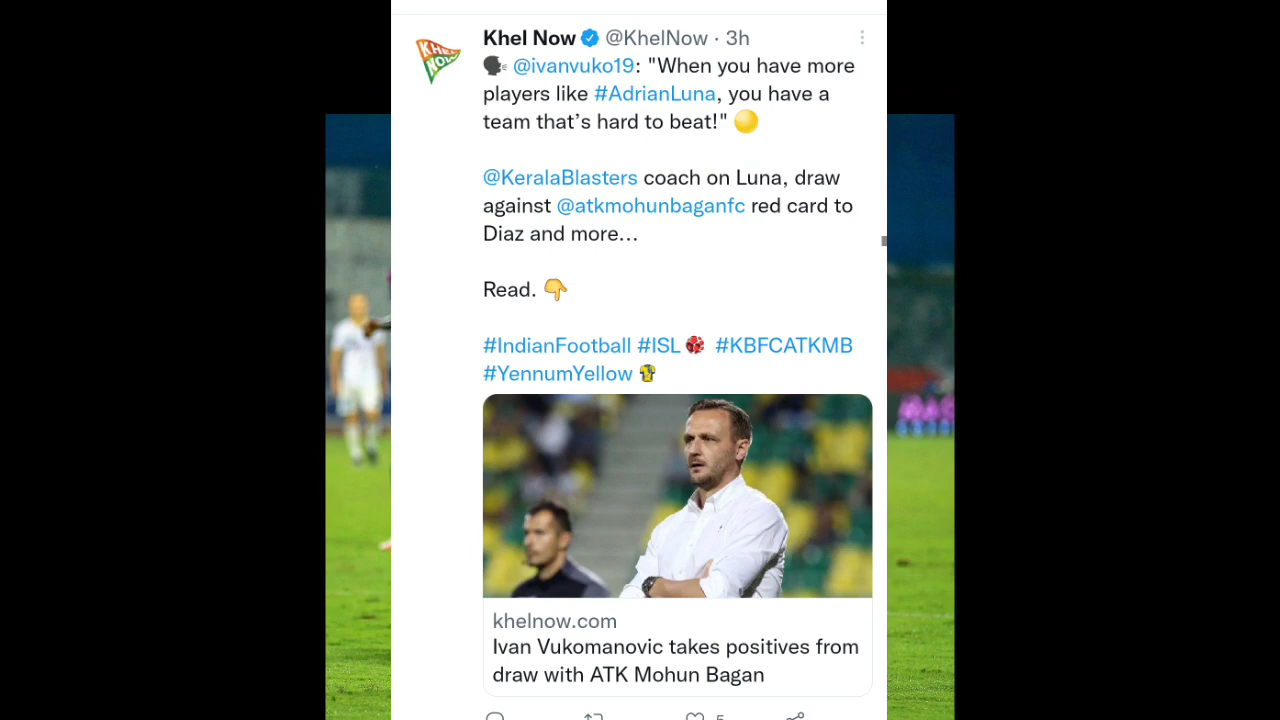 KHEL NOW
Khel Now @KhelNow · 3h
@ivanvuko19: "When you have more
players like #AdrianLuna, you have a
team that’s hard to beat!"
@KeralaBlasters coach on Luna, draw
against @atkmohunbaganfc red card to
Diaz and more...
Read.
#IndianFootball #ISL #KBFCATKMB
#YennumYellow
khelnow.com
Ivan Vukomanovic takes positives from
draw with ATK Mohun Bagan